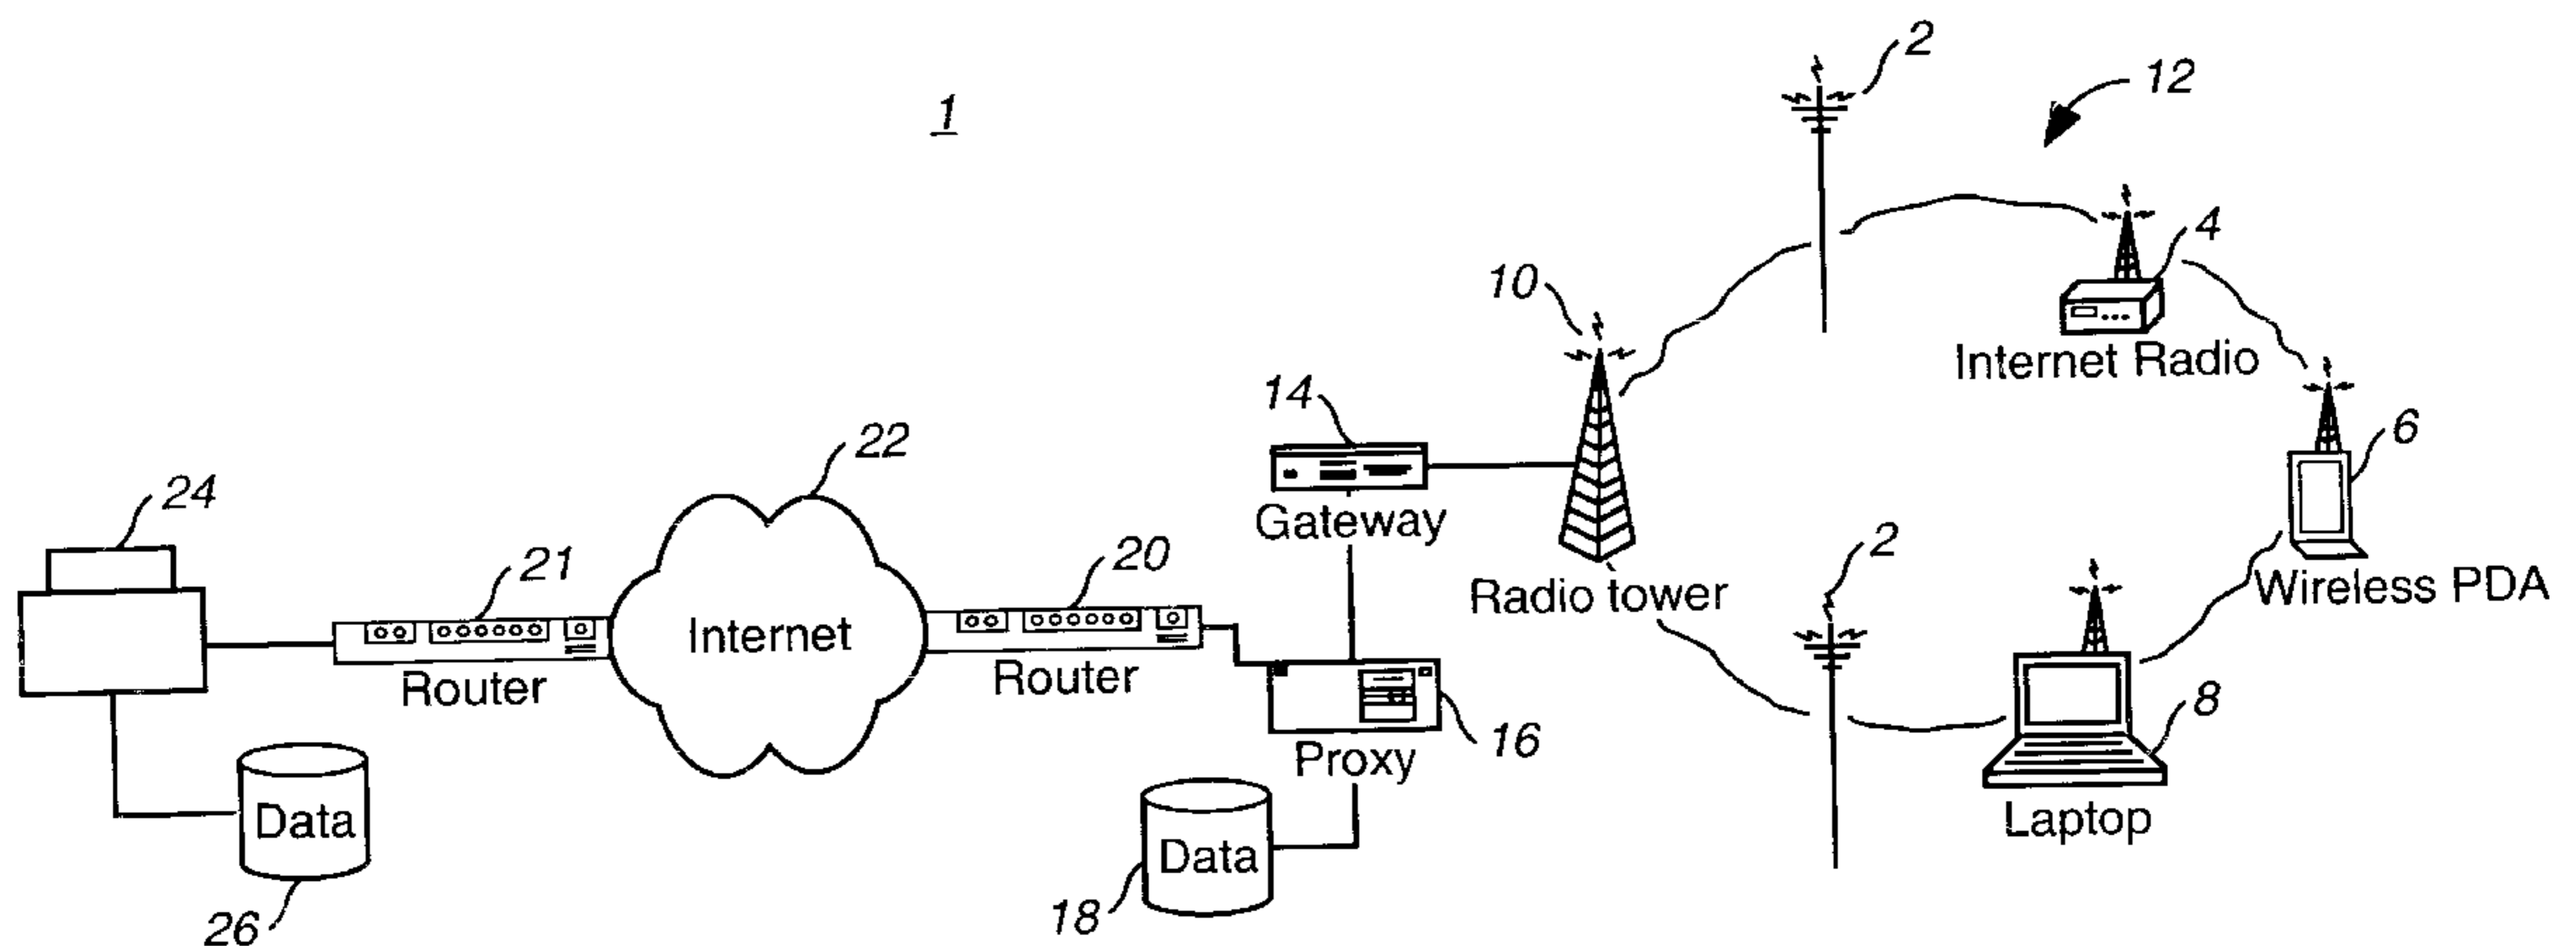 2
12
1
4
10
Internet Radio
14
6
22
24
Gateway
2
21
20
Radio tower
Wireless PDA
Internet
Router
Router
8
16
Proxy
Data
Laptop
Data
18
26